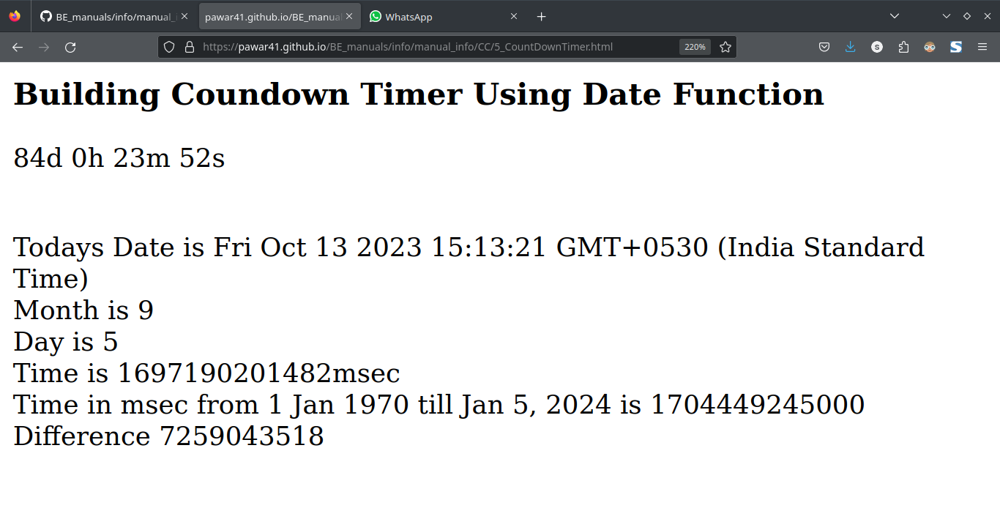 BE_manuals/info/manual_i
pawar41.github.io/BE_manual
WhatsApp
https://pawar41.github.io/BE_manuals/info/manual_info/CC/5_CountDownTimer.html
220%
S
S
Building Coundown Timer Using Date Function
84d 0h 23m 52s
Todays Date is Fri Oct 13 2023 15:13:21 GMT+0530 (India Standard
Time)
Month is 9
Day is 5
Time is 1697190201482msec
Time in msec from 1 Jan 1970 till Jan 5, 2024 is 1704449245000
Difference 7259043518